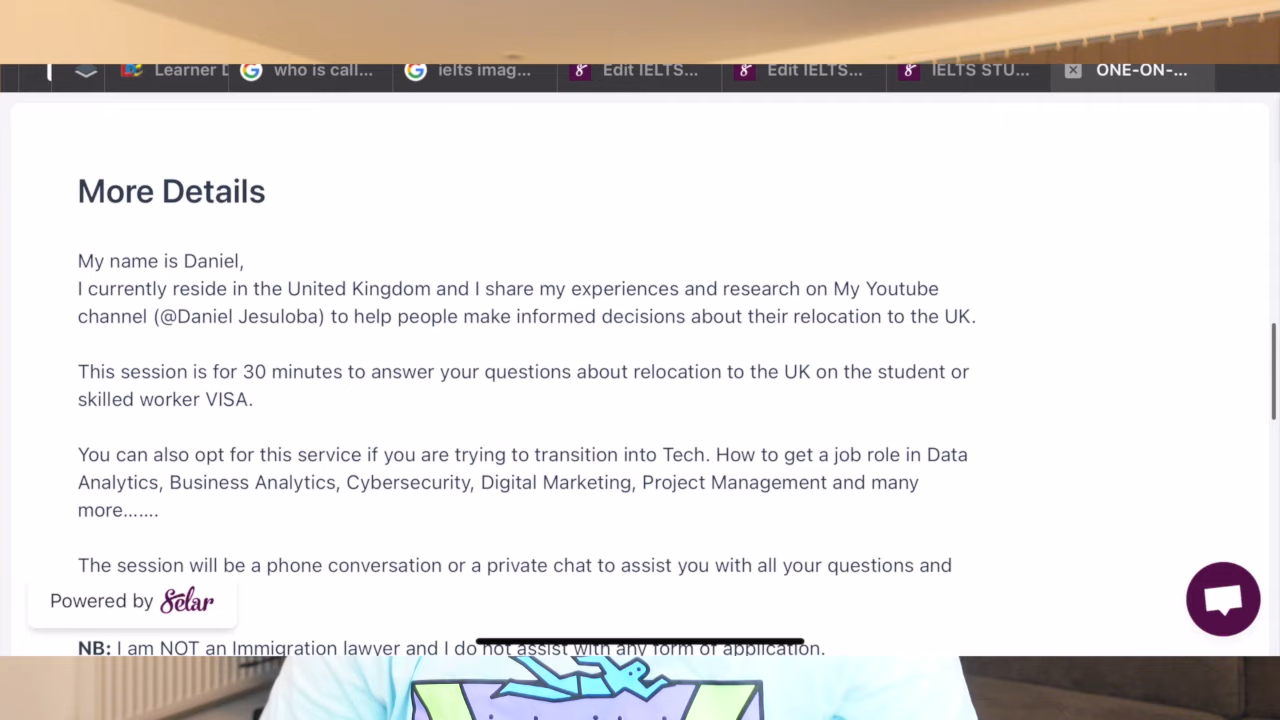 Learner D
who is call...
ielts imag...
Edit IELTS...
Edit IELTS...
IELTS STU...
ONE-ON-...
More Details
My name is Daniel,
I currently reside in the United Kingdom and I share my experiences and research on My Youtube
channel (@Daniel Jesuloba) to help people make informed decisions about their relocation to the UK.
This session is for 30 minutes to answer your questions about relocation to the UK on the student or
skilled worker VISA.
You can also opt for this service if you are trying to transition into Tech. How to get a job role in Data
Analytics, Business Analytics, Cybersecurity, Digital Marketing, Project Management and many
more.......
The session will be a phone conversation or a private chat to assist you with all your questions and
Powered by Selar
NB: I am NOT an Immigration lawyer and I do not assist with any form of application.